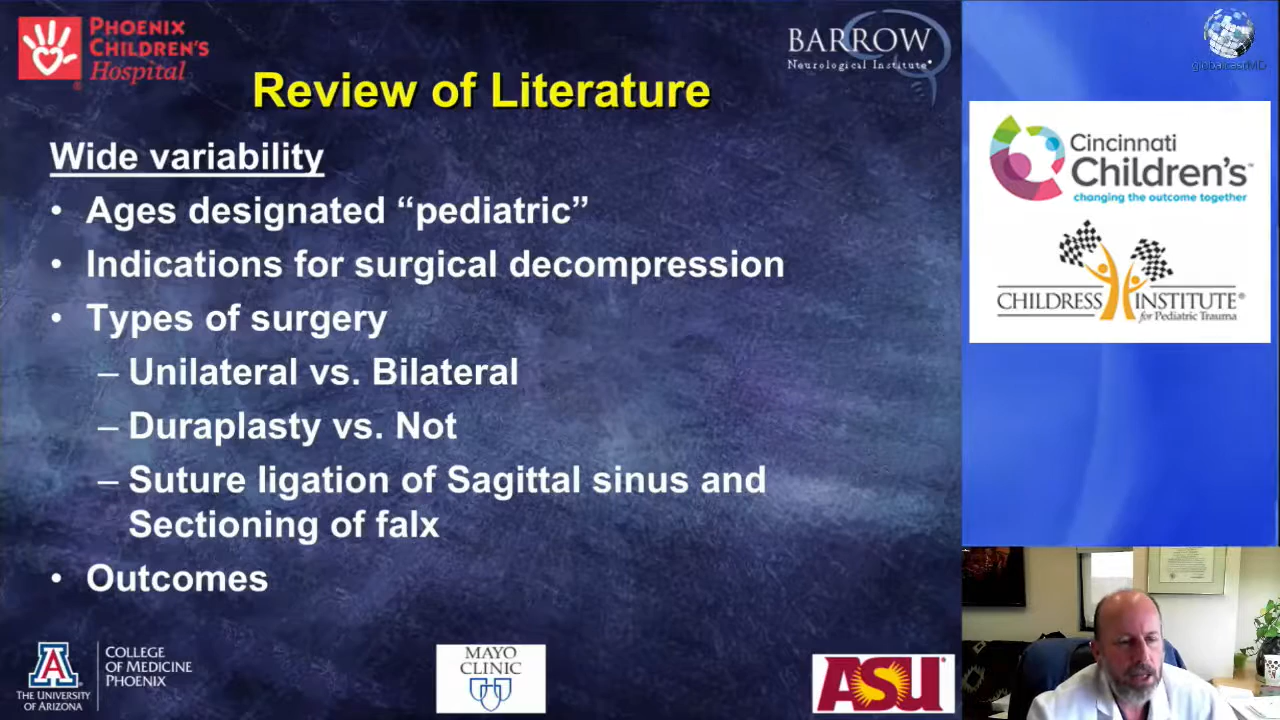 PHOENIX
CHILDREN'S
Hospital
BARROW
Neurological Institute®
Review of Literature
Wide variability
• Ages designated “pediatric”
• Indications for surgical decompression
• Types of surgery
– Unilateral vs. Bilateral
– Duraplasty vs. Not
– Suture ligation of Sagittal sinus and
Sectioning of falx
• Outcomes
A
THE UNIVERSITY
OF ARIZONA
COLLEGE
OF MEDICINE
PHOENIX
MAYO
CLINIC
ASU
globalcastMD
Cincinnati
Children's
changing the outcome together
CHILDRESS INSTITUTE®
for Pediatric Trauma